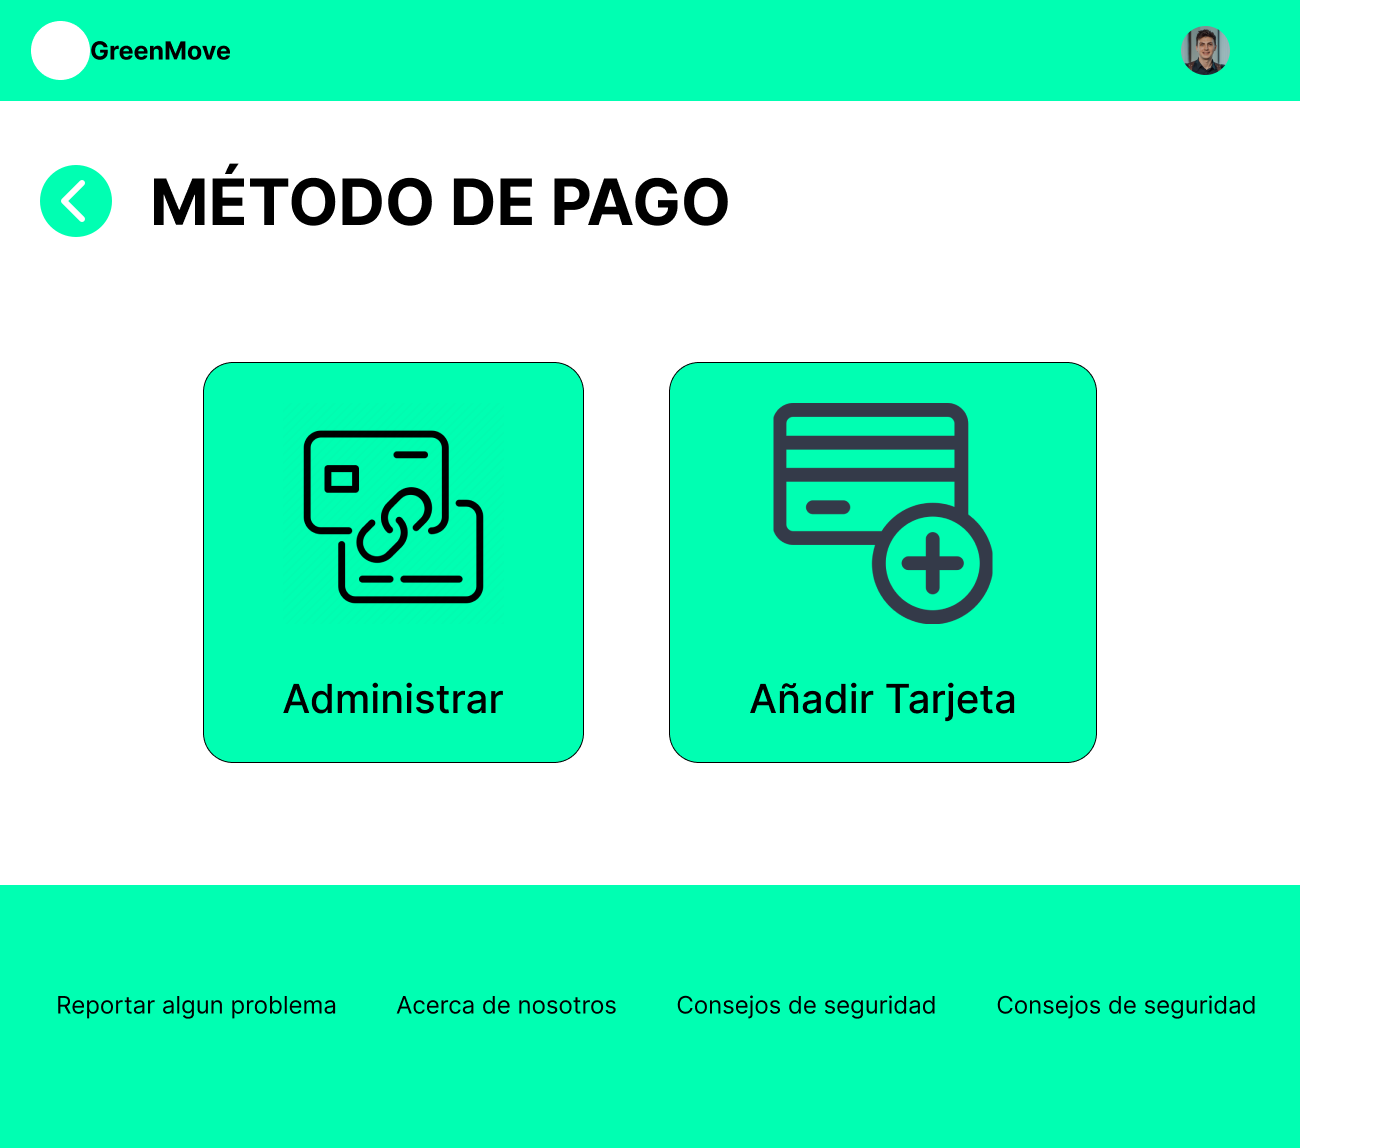 GreenMove
MÉTODO DE PAGO
Administrar
Añadir Tarjeta
Reportar algun problema
Acerca de nosotros
Consejos de seguridad
Consejos de seguridad